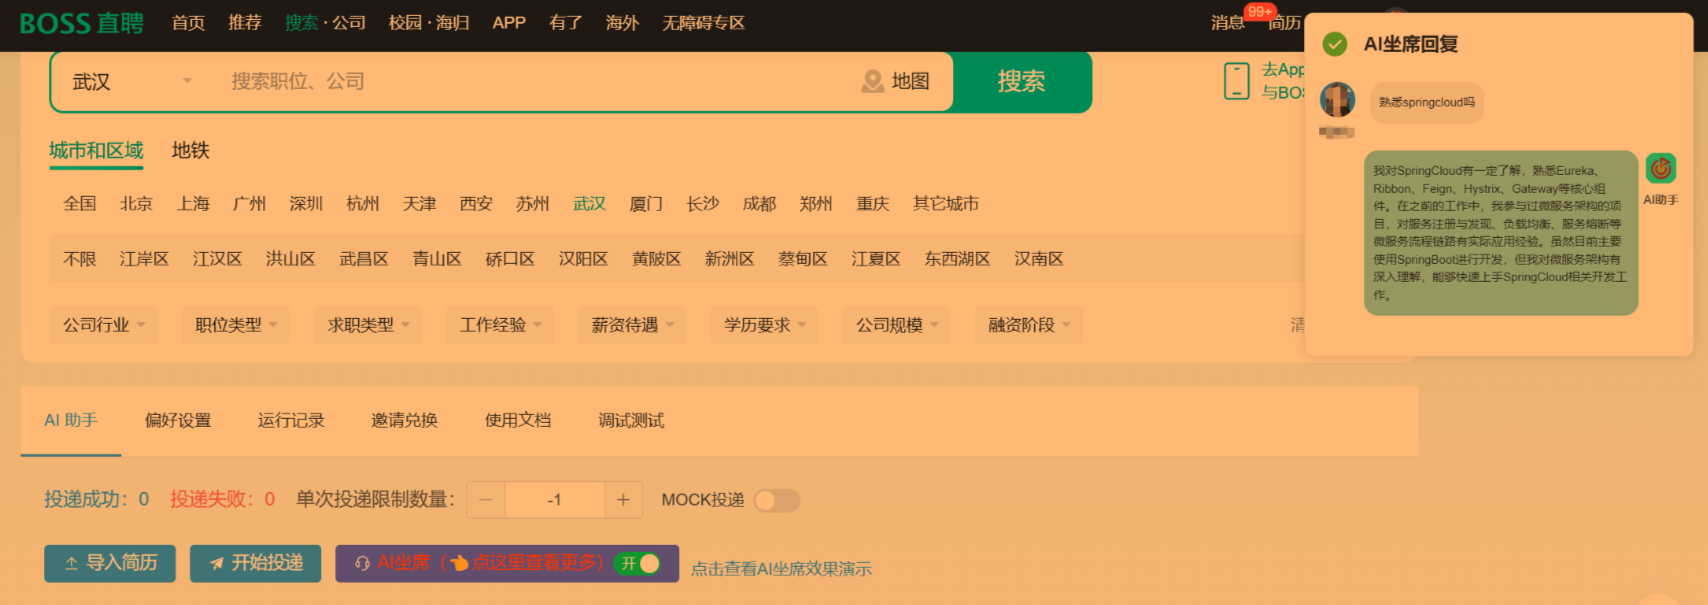 BOSS 直聘 首页 推荐 搜索 · 公司 校园 · 海归 APP 有了 海外 无障碍专区 消息 99+ 简历
武汉 搜索职位、公司 地图 搜索
去App
与BOS
城市和区域 地铁
全国 北京 上海 广州 深圳 杭州 天津 西安 苏州 武汉 厦门 长沙 成都 郑州 重庆 其它城市
不限 江岸区 江汉区 洪山区 武昌区 青山区 硚口区 汉阳区 黄陂区 新洲区 蔡甸区 江夏区 东西湖区 汉南区
公司行业 职位类型 求职类型 工作经验 薪资待遇 学历要求 公司规模 融资阶段 清
AI坐席回复
熟悉springcloud吗
我对SpringCloud有一定了解，熟悉Eureka、
Ribbon、Feign、Hystrix、Gateway等核心组
件。在之前的工作中，我参与过微服务架构的项
目，对服务注册与发现、负载均衡、服务熔断等
微服务流程链路有实际应用经验。虽然目前主要
使用SpringBoot进行开发，但我对微服务架构有
深入理解，能够快速上手SpringCloud相关开发工
作。
AI助手
AI 助手 偏好设置 运行记录 邀请兑换 使用文档 调试测试
投递成功：0 投递失败：0 单次投递限制数量： − -1 + MOCK投递
导入简历 开始投递 AI坐席（👈点这里查看更多） 开 点击查看AI坐席效果演示